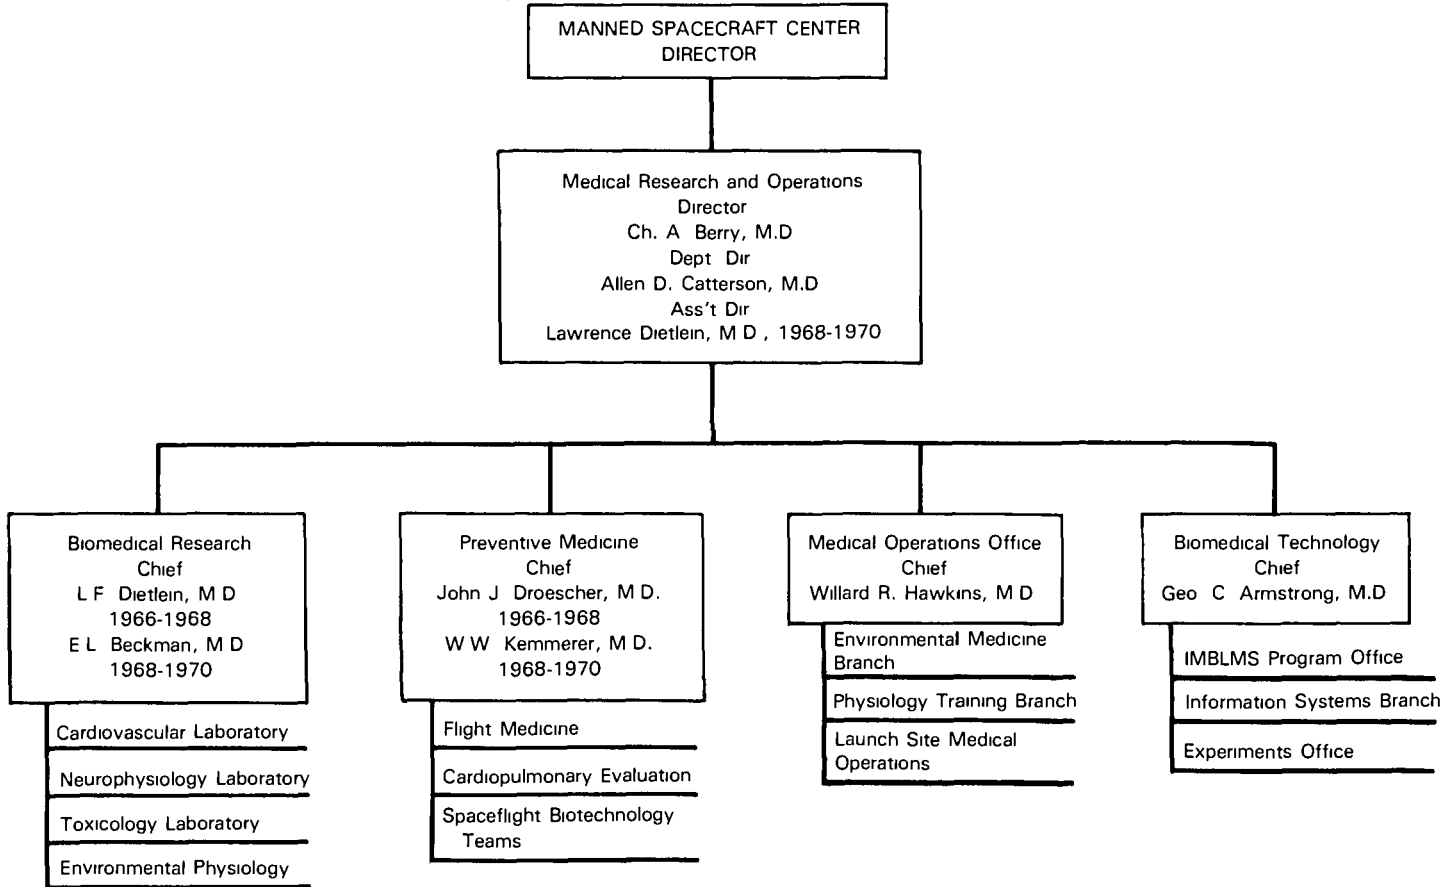 MANNED SPACECRAFT CENTER
DIRECTOR
Medical Research and Operations
Director
Ch. A Berry, M.D
Dept Dir
Allen D. Catterson, M.D
Ass't Dir
Lawrence Dietlein, M D , 1968-1970
Biomedical Research
Chief
L F Dietlein, M D
1966-1968
E L Beckman, M D
1968-1970
Cardiovascular Laboratory
Neurophysiology Laboratory
Toxicology Laboratory
Environmental Physiology
Preventive Medicine
Chief
John J Droescher, M D.
1966-1968
W W Kemmerer, M D.
1968-1970
Flight Medicine
Cardiopulmonary Evaluation
Spaceflight Biotechnology
Teams
Medical Operations Office
Chief
Willard R. Hawkins, M D
Environmental Medicine
Branch
Physiology Training Branch
Launch Site Medical
Operations
Biomedical Technology
Chief
Geo C Armstrong, M.D
IMBLMS Program Office
Information Systems Branch
Experiments Office